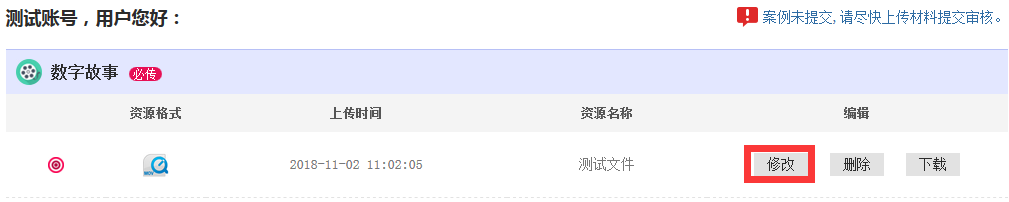 测试账号，用户您好：
案例未提交,请尽快上传材料提交审核。
数字故事 必传
资源格式 上传时间 资源名称 编辑
MOV 2018-11-02 11:02:05 测试文件 修改 删除 下载